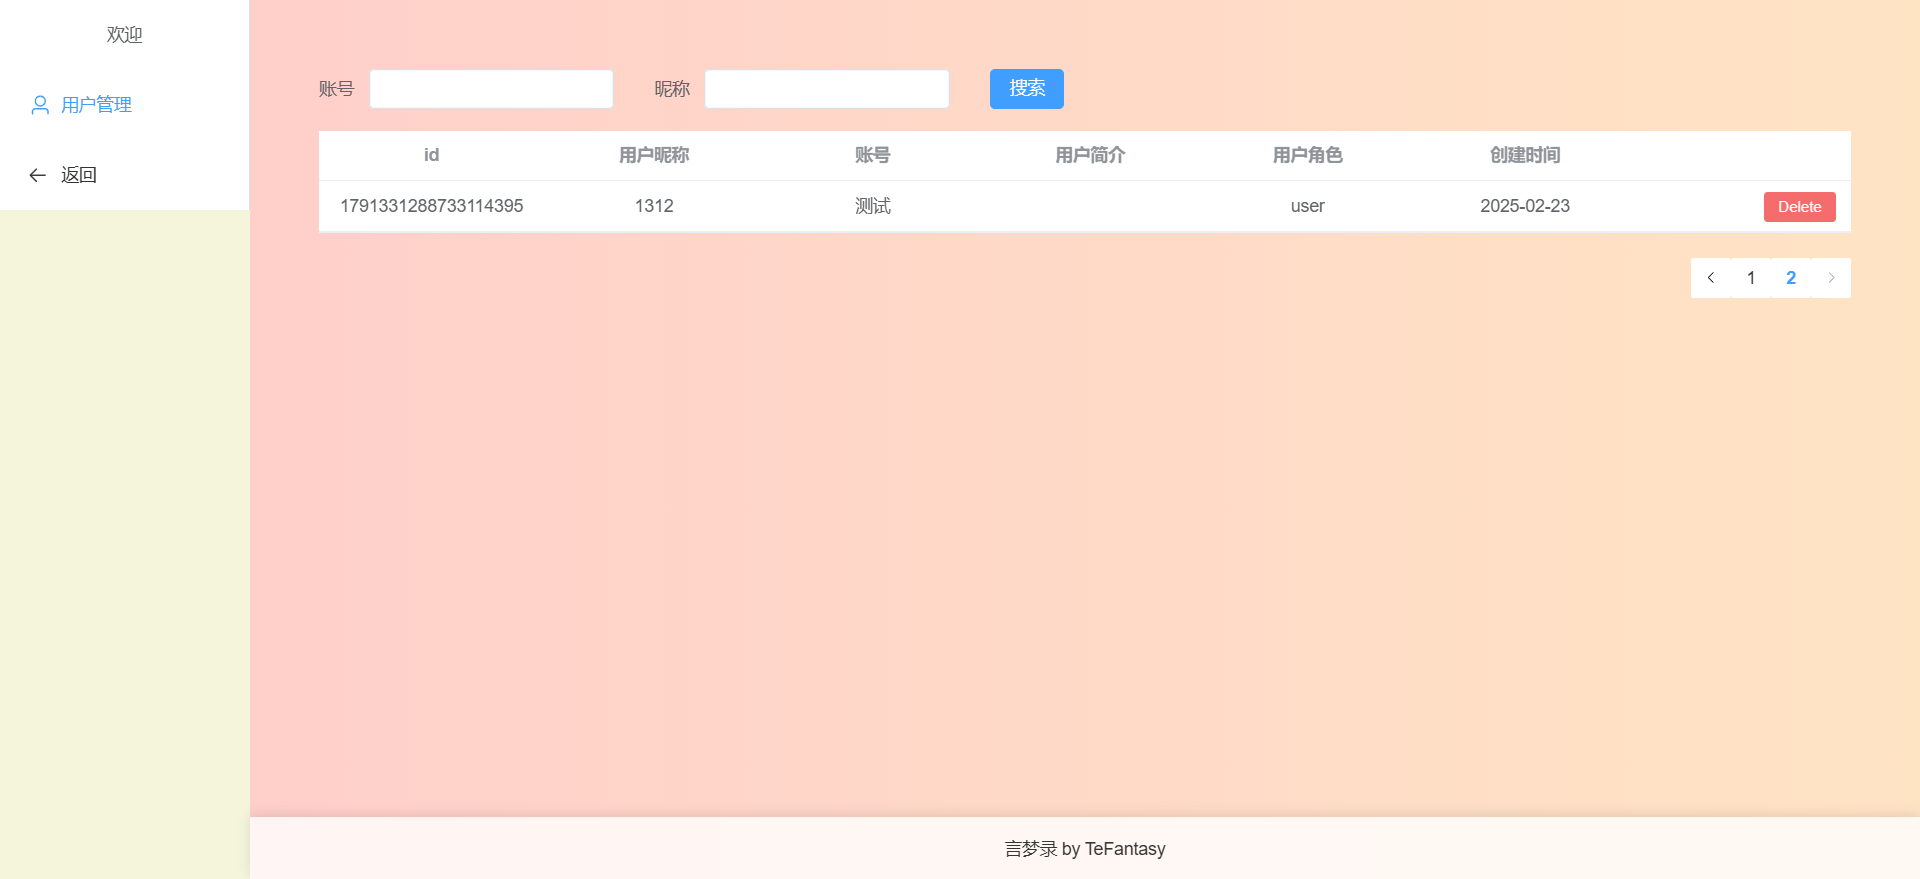 欢迎
用户管理
返回
账号 昵称 搜索
id 用户昵称 账号 用户简介 用户角色 创建时间
1791331288733114395 1312 测试 user 2025-02-23 Delete
1 2
言梦录 by TeFantasy